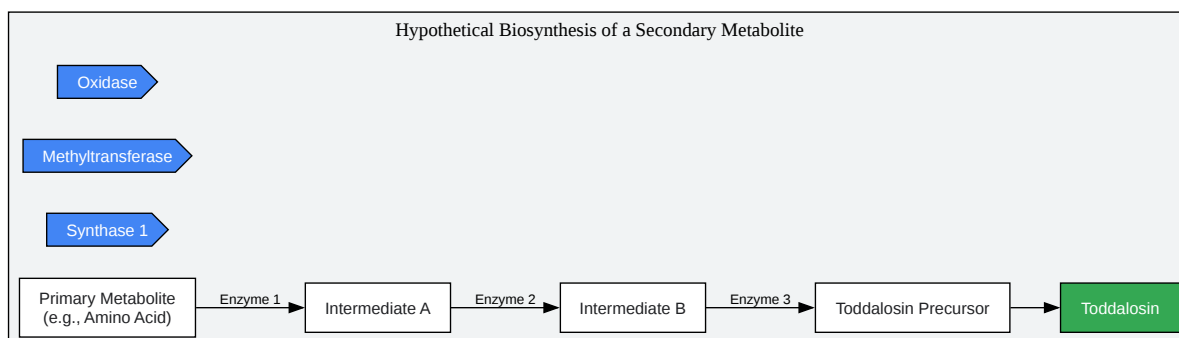 Hypothetical Biosynthesis of a Secondary Metabolite
Oxidase
Methyltransferase
Synthase 1
Primary Metabolite
(e.g., Amino Acid)
Enzyme 1
Intermediate A
Enzyme 2
Intermediate B
Enzyme 3
Toddalosin Precursor
Toddalosin